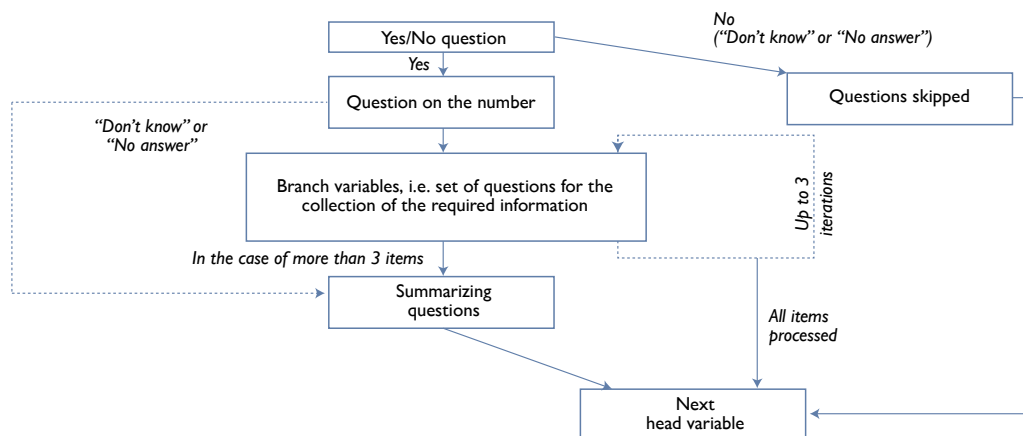 No
(“Don’t know” or “No answer”)
Yes/No question
Yes
Questions skipped
Question on the number
“Don’t know” or
“No answer”
Branch variables, i.e. set of questions for the
collection of the required information
Up to 3
iterations
In the case of more than 3 items
Summarizing
questions
All items
processed
Next
head variable